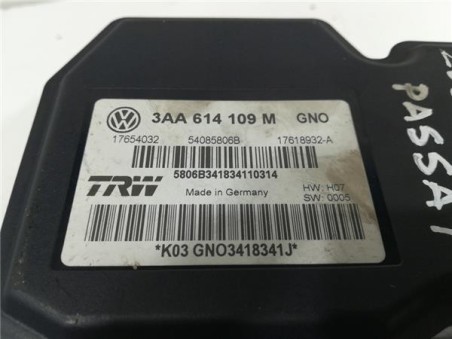 3AA 614 109 M GNO
17654032 54085806B 17618932-A
5806B341834110314
TRW
Made in Germany
HW: H07
SW: 0005
*K03 GNO3418341J*
PASSAT